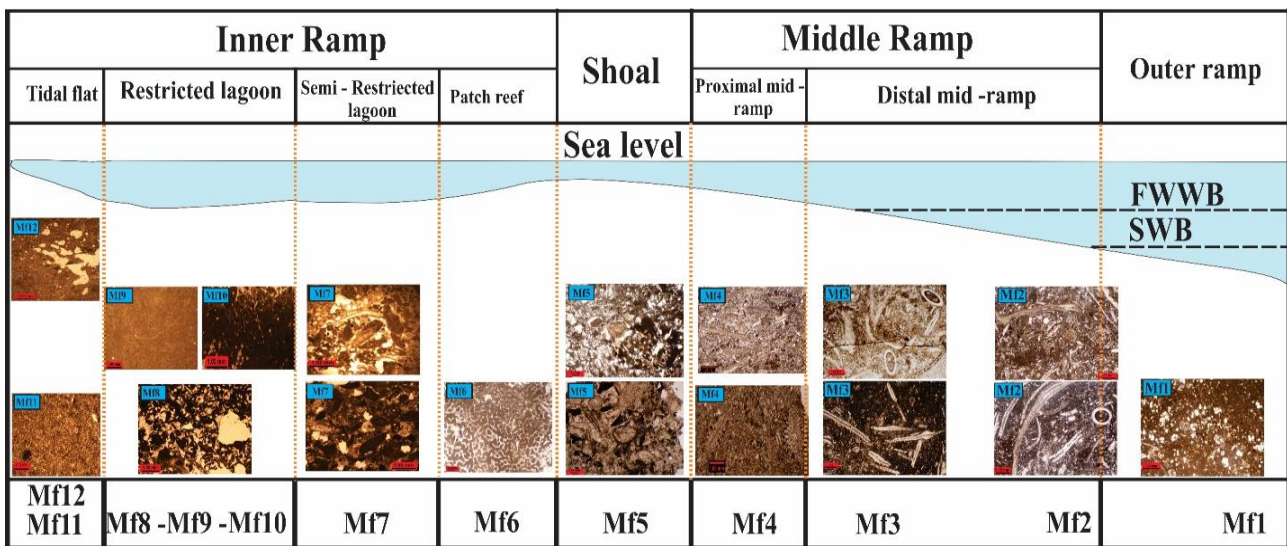 Inner Ramp
Shoal
Middle Ramp
Outer ramp
Tidal flat
Restricted lagoon
Semi - Restriected
lagoon
Patch reef
Proximal mid -
ramp
Distal mid -ramp
Sea level
FWWB
SWB
Mf12
Mf9
Mf10
Mf7
Mf5
Mf4
Mf3
Mf2
Mf11
Mf8
Mf7
Mf6
Mf5
Mf4
Mf3
Mf2
Mf1
Mf12
Mf11
Mf8 -Mf9 -Mf10
Mf7
Mf6
Mf5
Mf4
Mf3
Mf2
Mf1